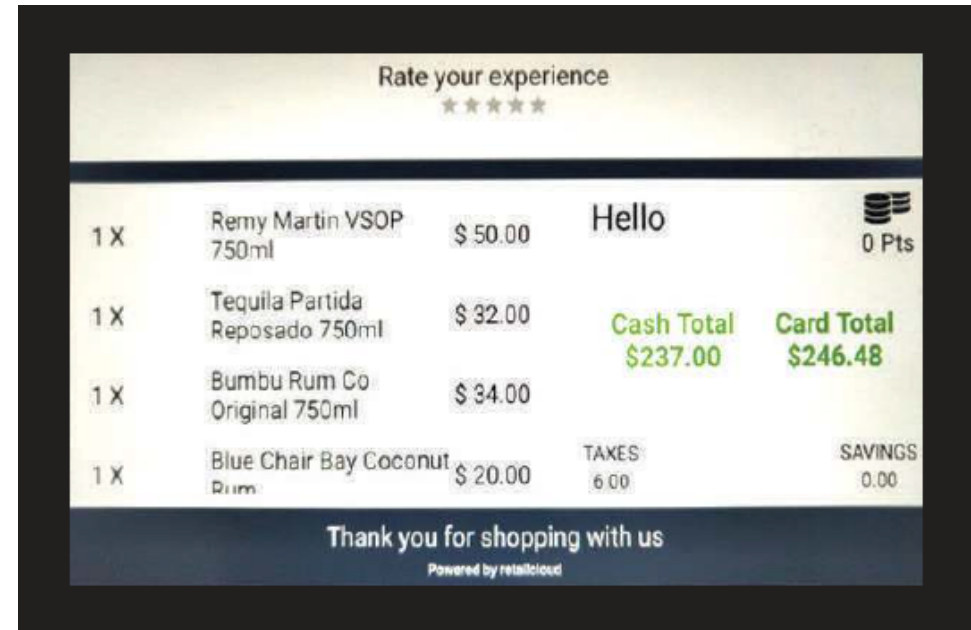 Rate your experience
1 X
Remy Martin VSOP
750ml
$ 50.00
1 X
Tequila Partida
Reposado 750ml
$ 32.00
1 X
Bumbu Rum Co
Original 750ml
$ 34.00
1 X
Blue Chair Bay Coconut
Rum
$ 20.00
Hello
0 Pts
Cash Total
$237.00
Card Total
$246.48
TAXES
6.00
SAVINGS
0.00
Thank you for shopping with us
Powered by retailcloud